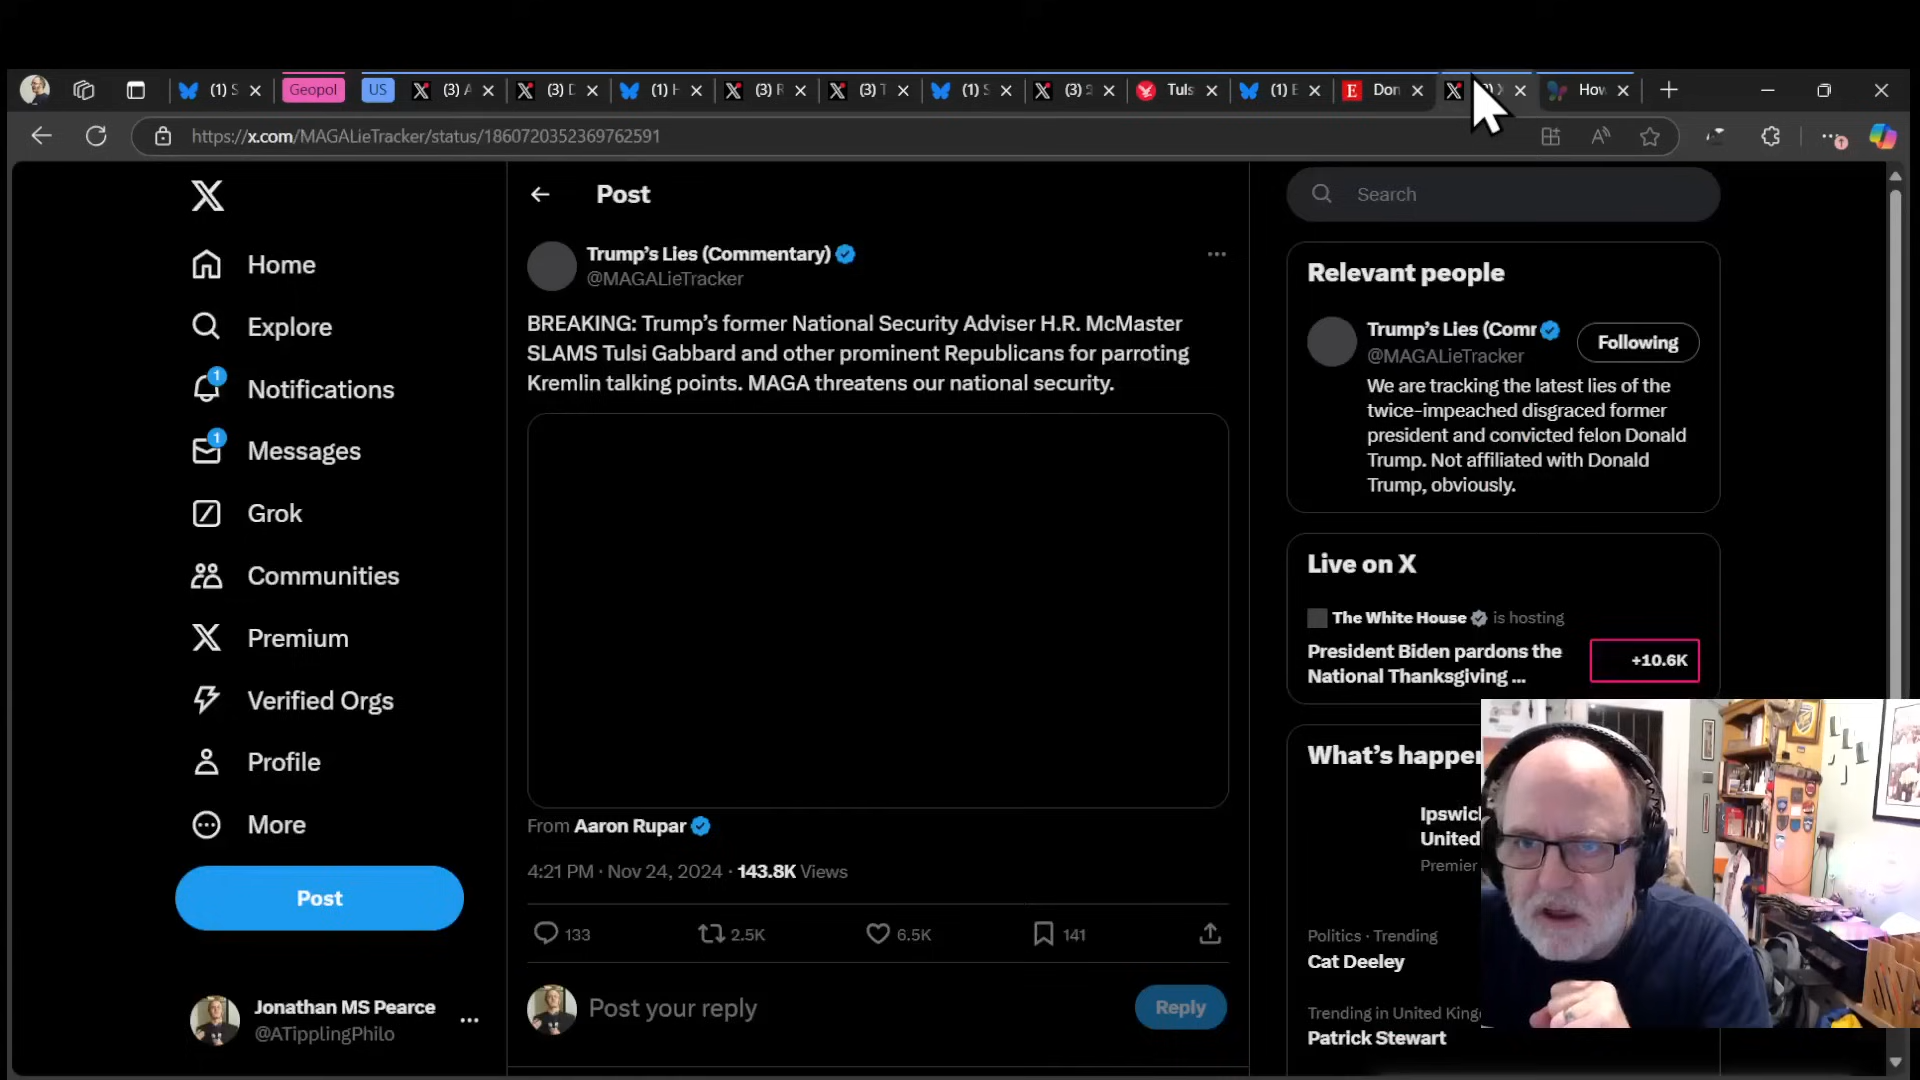 (1) S
Geopol
US
(3) A
(3) D
(1) H
(3) R
(3) T
(1) S
(3)
Tuls
(1) E
Don
How
https://x.com/MAGALieTracker/status/1860720352369762591
Post
Search
Home
Explore
1
Notifications
1
Messages
Grok
Communities
Premium
Verified Orgs
Profile
More
Post
Jonathan MS Pearce
@ATipplingPhilo
Trump's Lies (Commentary)
@MAGALieTracker
BREAKING: Trump's former National Security Adviser H.R. McMaster
SLAMS Tulsi Gabbard and other prominent Republicans for parroting
Kremlin talking points. MAGA threatens our national security.
From Aaron Rupar
4:21 PM · Nov 24, 2024 · 143.8K Views
133
2.5K
6.5K
141
Post your reply
Reply
Relevant people
Trump's Lies (Comr
Following
@MAGALieTracker
We are tracking the latest lies of the
twice-impeached disgraced former
president and convicted felon Donald
Trump. Not affiliated with Donald
Trump, obviously.
Live on X
The White House is hosting
President Biden pardons the
National Thanksgiving ...
+10.6K
What's happen
Ipswic
United
Premier
Politics · Trending
Cat Deeley
Trending in United King
Patrick Stewart